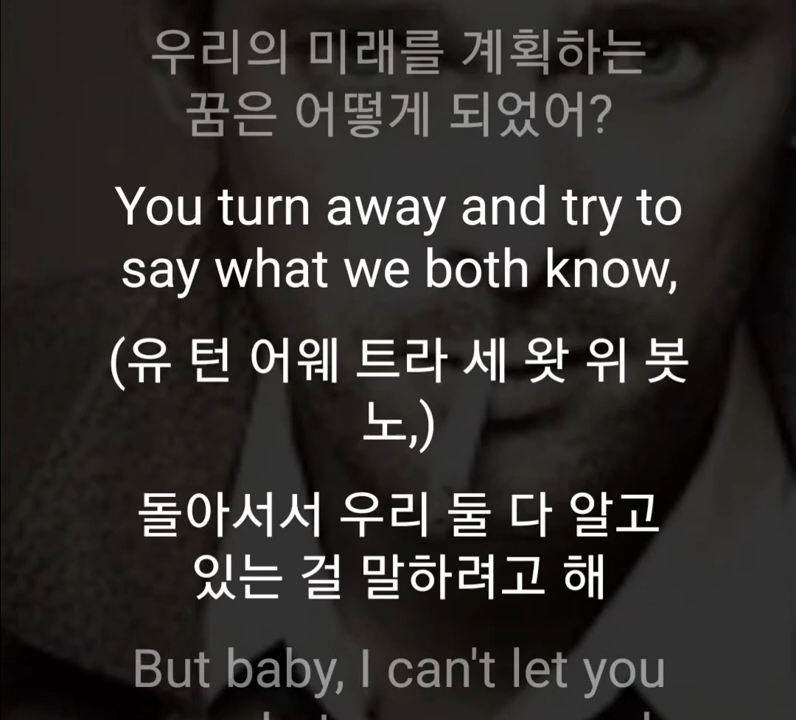 우리의 미래를 계획하는
꿈은 어떻게 되었어?
You turn away and try to
say what we both know,
(유 턴 어웨 트라 세 왓 위 봇
노,)
돌아서서 우리 둘 다 알고
있는 걸 말하려고 해
But baby, I can't let you